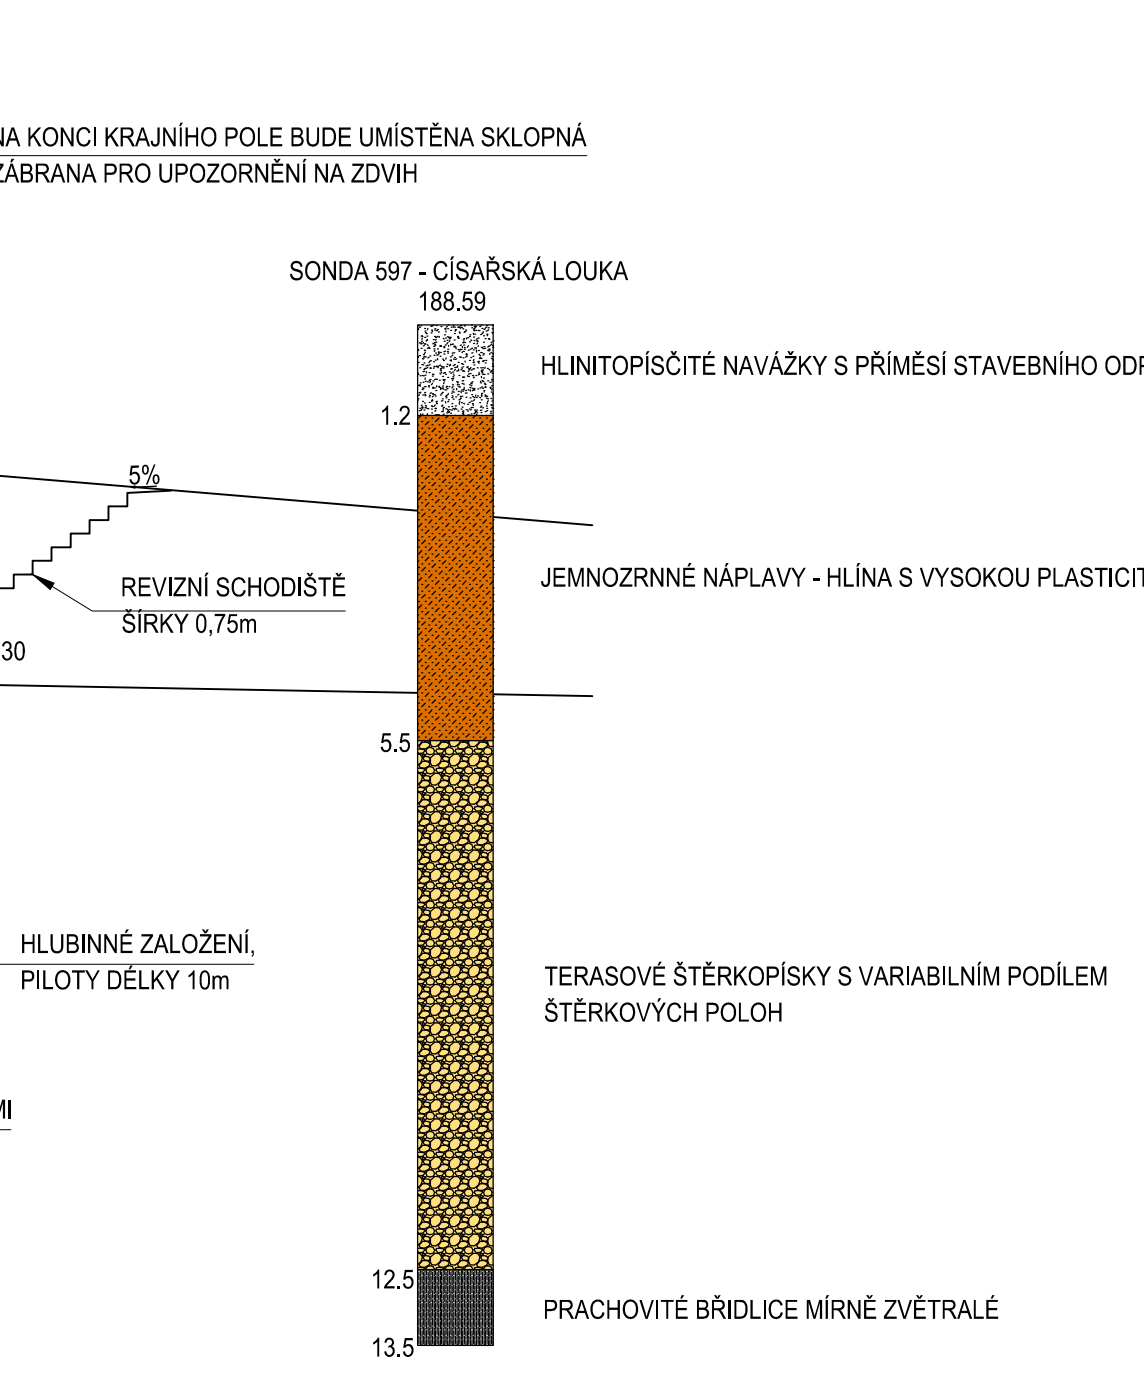 NA KONCI KRAJNÍHO POLE BUDE UMÍSTĚNA SKLOPNÁ
ZÁBRANA PRO UPOZORNĚNÍ NA ZDVIH
SONDA 597 - CÍSAŘSKÁ LOUKA
188.59
HLINITOPÍSČITÉ NAVÁŽKY S PŘÍMĚSÍ STAVEBNÍHO
1.2
5%
JEMNOZRNNÉ NÁPLAVY - HLÍNA S VYSOKOU
REVIZNÍ SCHODIŠTĚ
ŠÍRKY 0,75m
30
5.5
HLUBINNÉ ZALOŽENÍ,
PILOTY DÉLKY 10m
TERASOVÉ ŠTĚRKOPÍSKY S VARIABILNÍM PODÍLEM
ŠTĚRKOVÝCH POLOH
MI
12.5
PRACHOVITÉ BŘIDLICE MÍRNĚ ZVĚTRALÉ
13.5